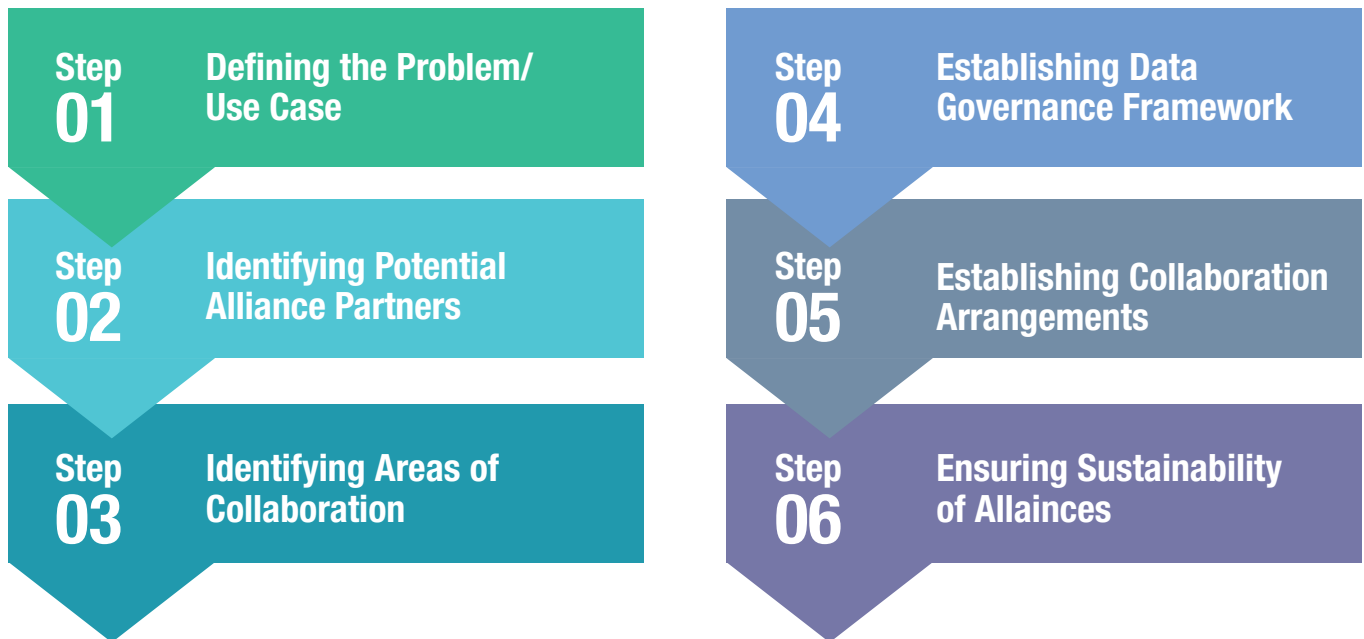 Step
01
Defining the Problem/
Use Case
Step
02
Identifying Potential
Alliance Partners
Step
03
Identifying Areas of
Collaboration
Step
04
Establishing Data
Governance Framework
Step
05
Establishing Collaboration
Arrangements
Step
06
Ensuring Sustainability
of Allainces